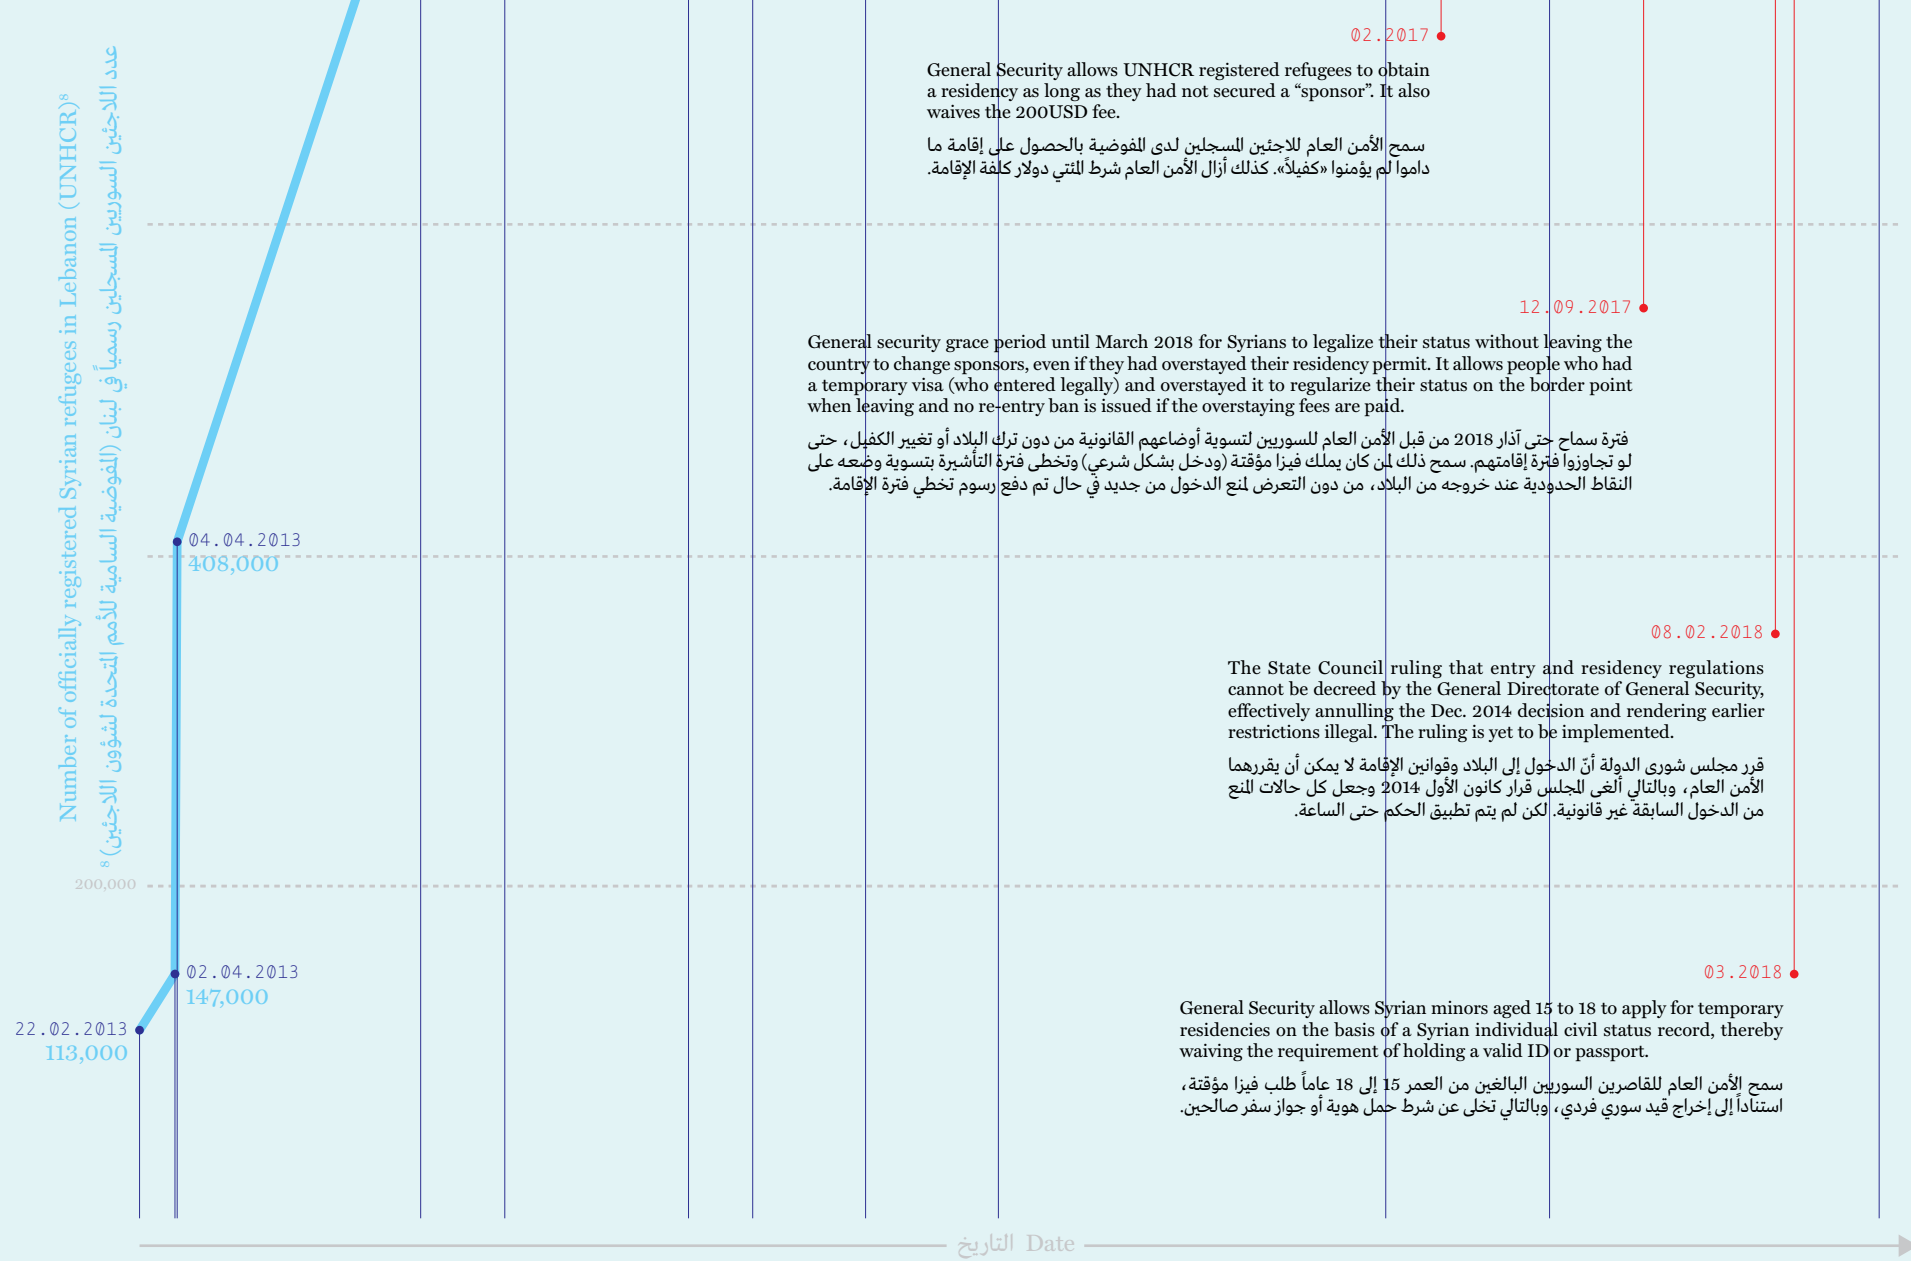 Number of officially registered Syrian refugees in Lebanon (UNHCR)⁸
عدد اللاجئين السوريين المسجلين رسمياً في لبنان (المفوضية السامية للأمم المتحدة لشؤون اللاجئين)⁸
02.2017
General Security allows UNHCR registered refugees to obtain
a residency as long as they had not secured a “sponsor”. It also
waives the 200USD fee.
سمح الأمن العام للاجئين المسجلين لدى المفوضية بالحصول على إقامة ما
داموا لم يؤمنوا «كفيلاً». كذلك أزال الأمن العام شرط المئتي دولار كلفة الإقامة.
12.09.2017
General security grace period until March 2018 for Syrians to legalize their status without leaving the
country to change sponsors, even if they had overstayed their residency permit. It allows people who had
a temporary visa (who entered legally) and overstayed it to regularize their status on the border point
when leaving and no re-entry ban is issued if the overstaying fees are paid.
فترة سماح حتى آذار 2018 من قبل الأمن العام للسوريين لتسوية أوضاعهم القانونية من دون ترك البلاد أو تغيير الكفيل، حتى
لو تجاوزوا فترة إقامتهم. سمح ذلك لمن كان يملك فيزا مؤقتة (ودخل بشكل شرعي) وتخطى فترة التأشيرة بتسوية وضعه على
النقاط الحدودية عند خروجه من البلاد، من دون التعرض لمنع الدخول من جديد في حال تم دفع رسوم تخطي فترة الإقامة.
04.04.2013
408,000
08.02.2018
The State Council ruling that entry and residency regulations
cannot be decreed by the General Directorate of General Security,
effectively annulling the Dec. 2014 decision and rendering earlier
restrictions illegal. The ruling is yet to be implemented.
قرر مجلس شورى الدولة أنّ الدخول إلى البلاد وقوانين الإقامة لا يمكن أن يقررهما
الأمن العام، وبالتالي ألغى المجلس قرار كانون الأول 2014 وجعل كل حالات المنع
من الدخول السابقة غير قانونية. لكن لم يتم تطبيق الحكم حتى الساعة.
200,000
02.04.2013
147,000
03.2018
General Security allows Syrian minors aged 15 to 18 to apply for temporary
residencies on the basis of a Syrian individual civil status record, thereby
waiving the requirement of holding a valid ID or passport.
سمح الأمن العام للقاصرين السوريين البالغين من العمر 15 إلى 18 عاماً طلب فيزا مؤقتة،
استناداً إلى إخراج قيد سوري فردي، وبالتالي تخلى عن شرط حمل هوية أو جواز سفر صالحين.
22.02.2013
113,000
التاريخ Date